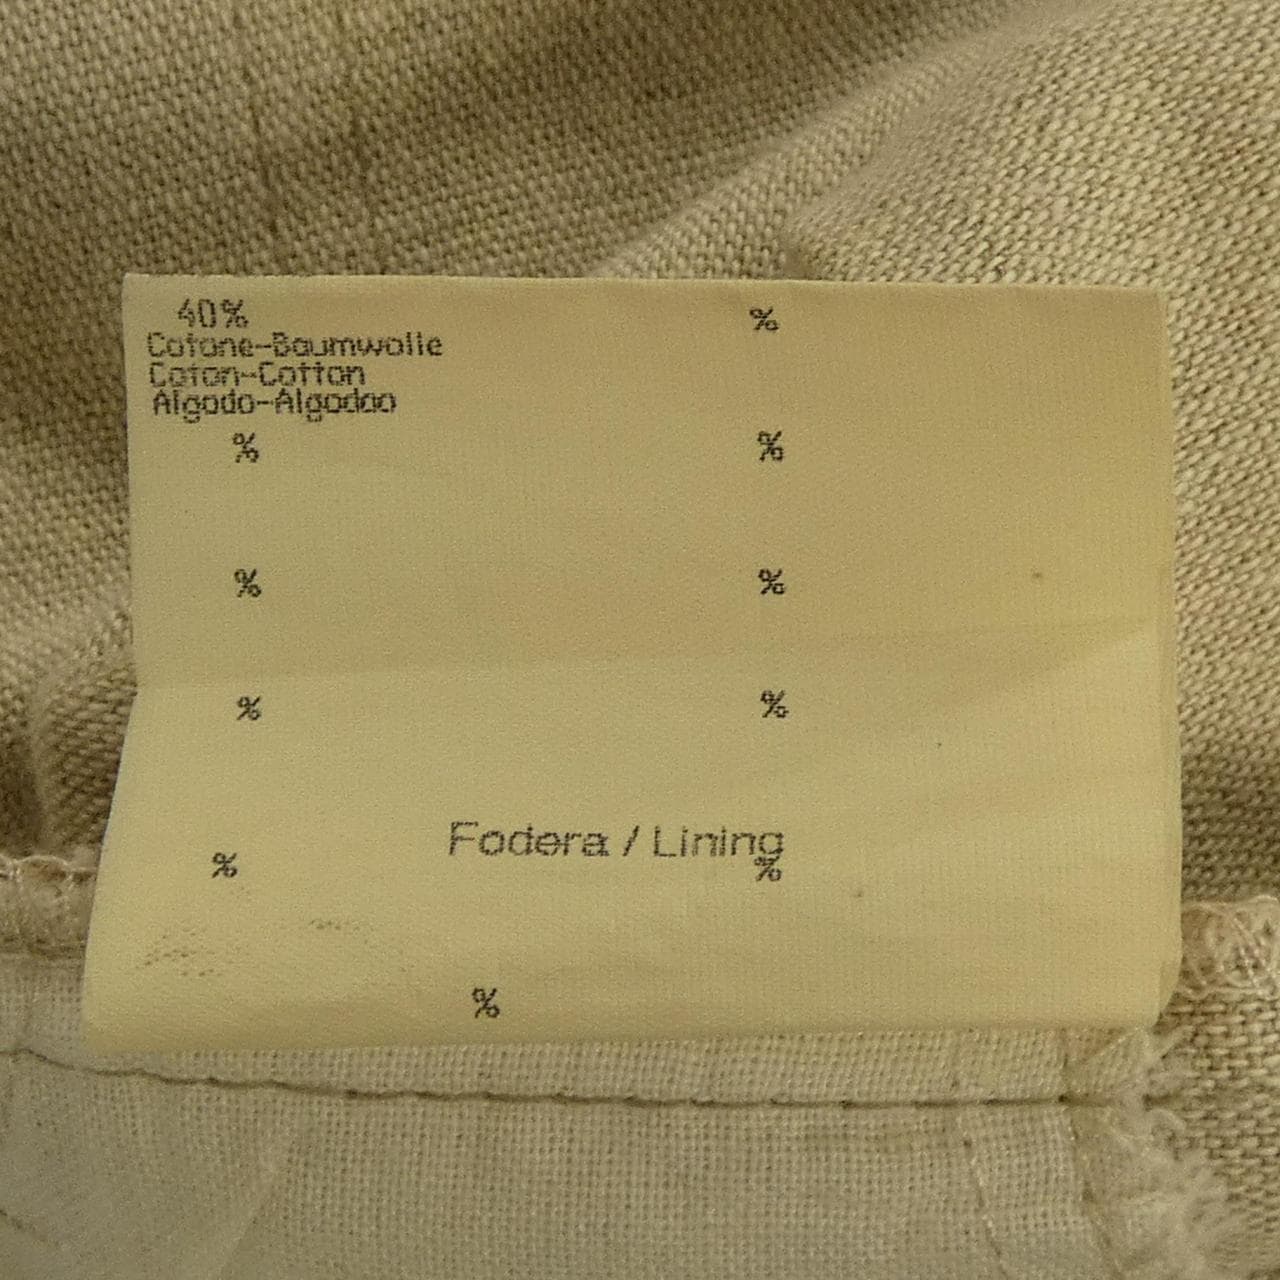 40% %
Cotone-Baumwolle
Coton-Cotton
Algodo-Algodao
% %
% %
% %
Fodera / Lining
% %
%